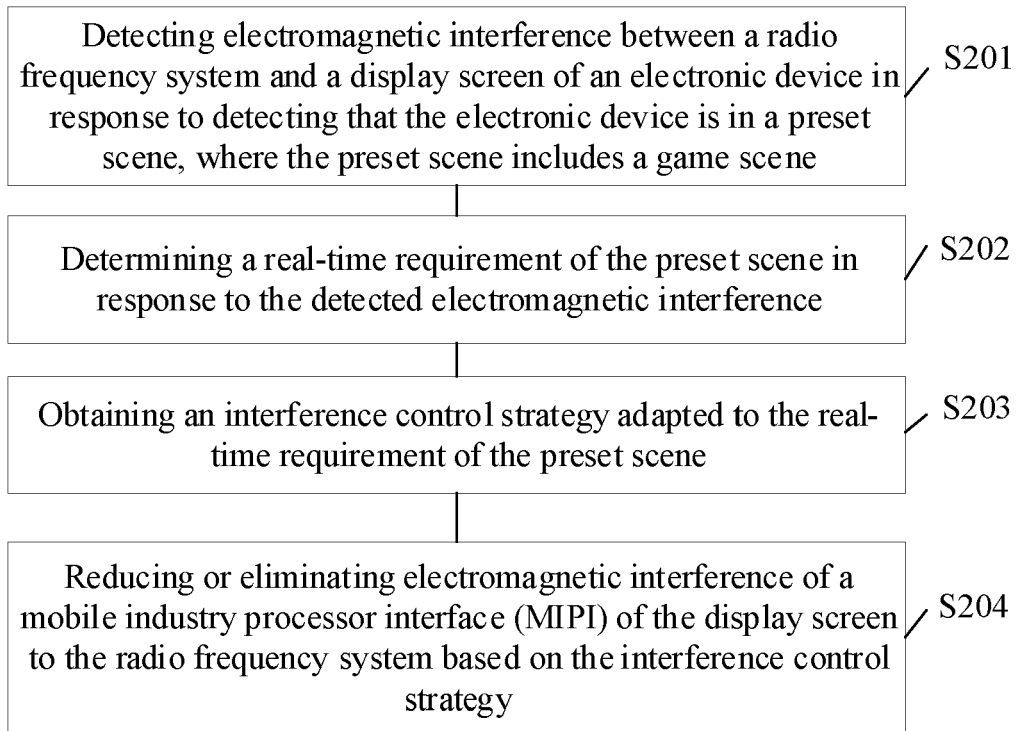 Detecting electromagnetic interference between a radio
frequency system and a display screen of an electronic device in
response to detecting that the electronic device is in a preset
scene, where the preset scene includes a game scene
S201
Determining a real-time requirement of the preset scene in
response to the detected electromagnetic interference
S202
Obtaining an interference control strategy adapted to the real-
time requirement of the preset scene
S203
Reducing or eliminating electromagnetic interference of a
mobile industry processor interface (MIPI) of the display screen
to the radio frequency system based on the interference control
strategy
S204